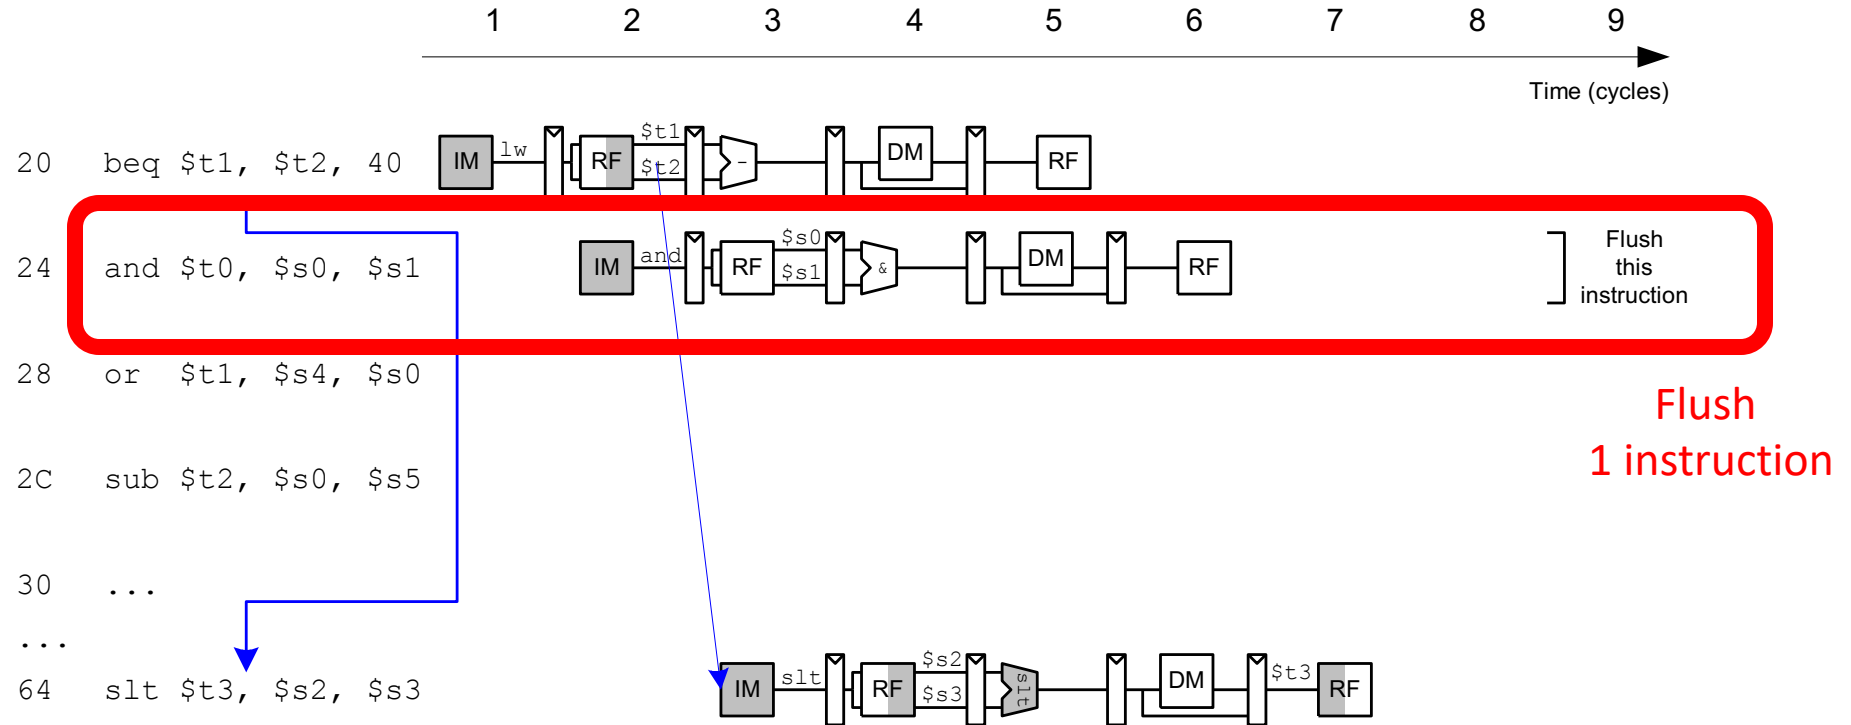 1 2 3 4 5 6 7 8 9
Time (cycles)
20 beq $t1, $t2, 40 IM lw RF $t1 $t2 - DM RF
24 and $t0, $s0, $s1 IM and RF $s0 $s1 & DM RF
Flush
this
instruction
28 or $t1, $s4, $s0
Flush
1 instruction
2C sub $t2, $s0, $s5
30 ...
...
64 slt $t3, $s2, $s3 IM slt RF $s2 $s3 slt DM $t3 RF